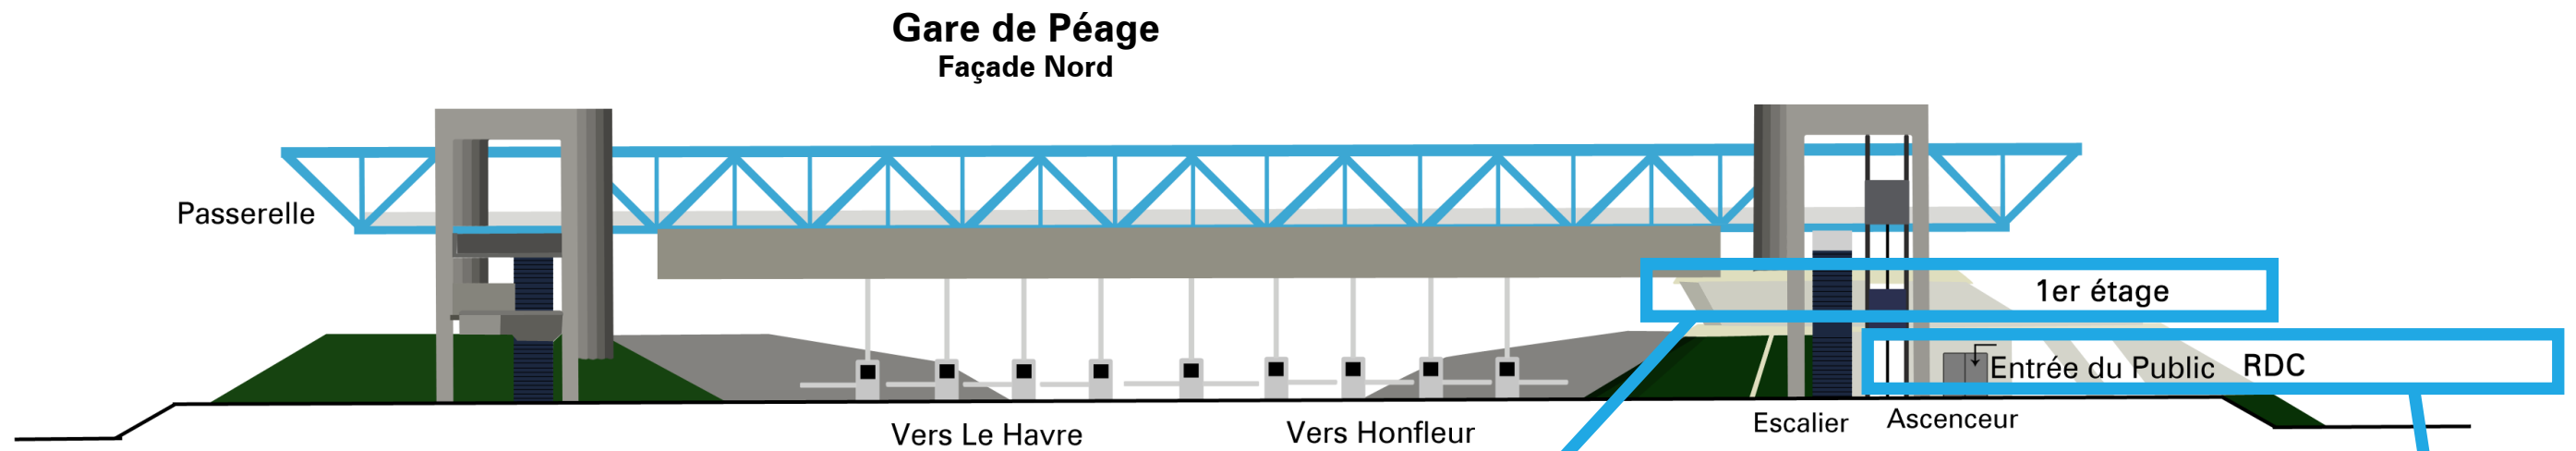 Gare de Péage
Façade Nord
Passerelle
1er étage
Entrée du Public RDC
Escalier Ascenceur
Vers Le Havre Vers Honfleur